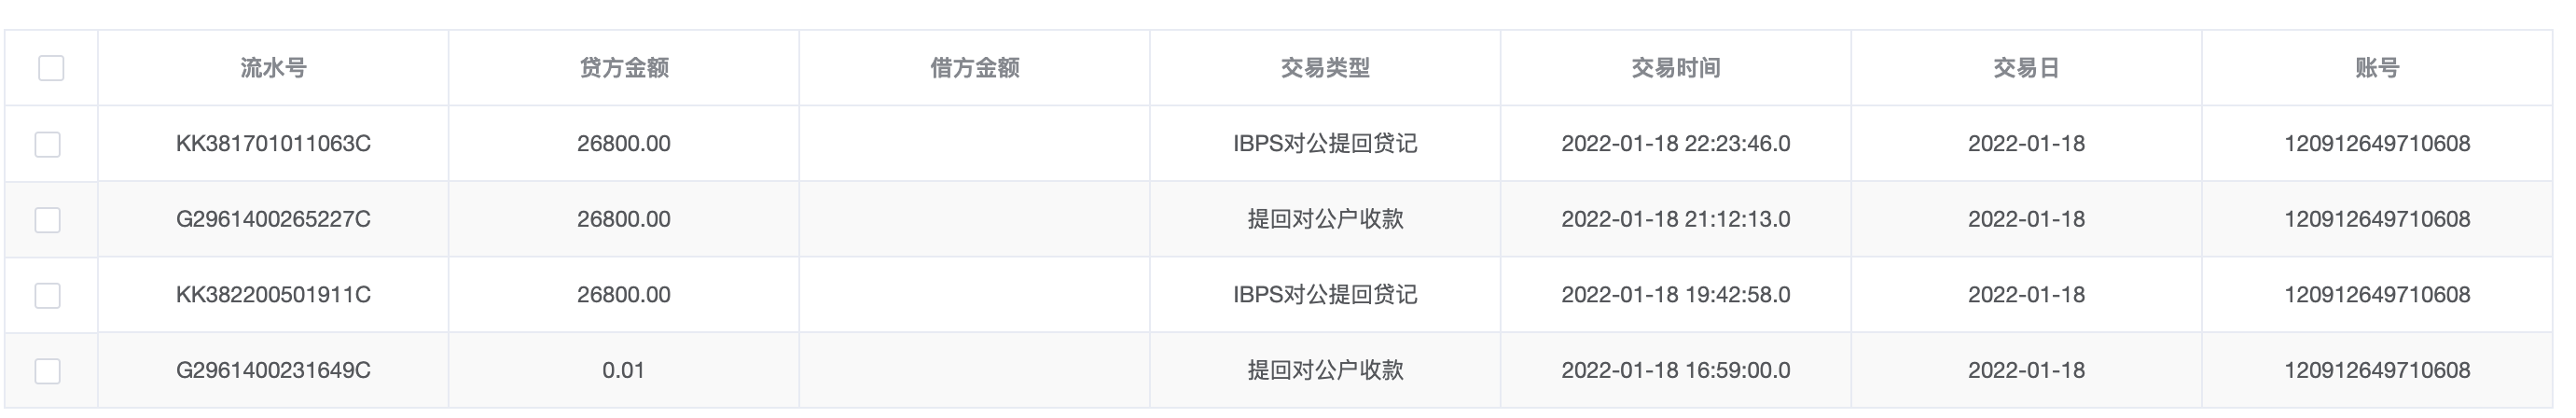 流水号 贷方金额 借方金额 交易类型 交易时间 交易日 账号
KK381701011063C 26800.00 IBPS对公提回贷记 2022-01-18 22:23:46.0 2022-01-18 120912649710608
G2961400265227C 26800.00 提回对公户收款 2022-01-18 21:12:13.0 2022-01-18 120912649710608
KK382200501911C 26800.00 IBPS对公提回贷记 2022-01-18 19:42:58.0 2022-01-18 120912649710608
G2961400231649C 0.01 提回对公户收款 2022-01-18 16:59:00.0 2022-01-18 120912649710608